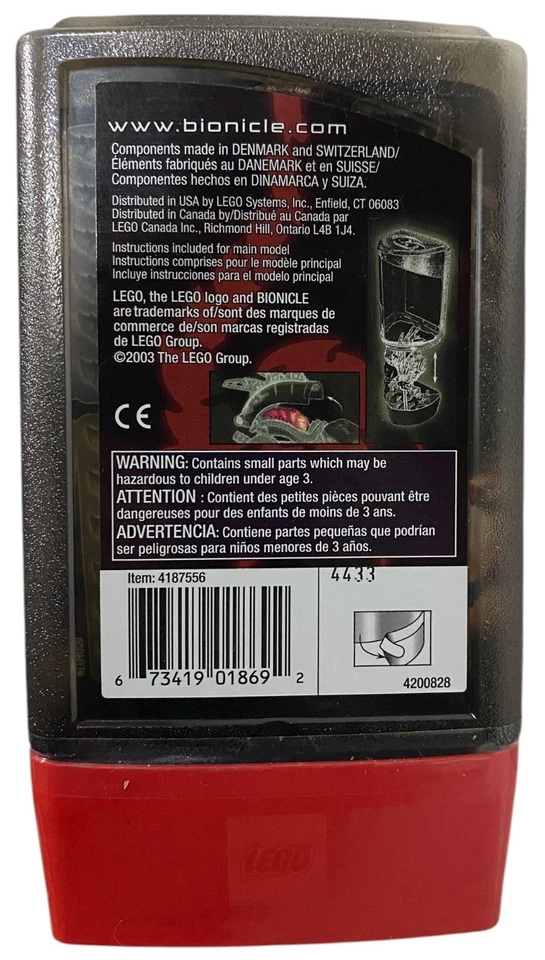 www.bionicle.com
Components made in DENMARK and SWITZERLAND/
Éléments fabriqués au DANEMARK et en SUISSE/
Componentes hechos en DINAMARCA y SUIZA.
Distributed in USA by LEGO Systems, Inc., Enfield, CT 06083
Distributed in Canada by/Distribué au Canada par
LEGO Canada Inc., Richmond Hill, Ontario L4B 1J4.
Instructions included for main model
Instructions comprises pour le modèle principal
Incluye instrucciones para el modelo principal
LEGO, the LEGO logo and BIONICLE
are trademarks of/sont des marques de
commerce de/son marcas registradas
de LEGO Group.
©2003 The LEGO Group.
CE
WARNING: Contains small parts which may be
hazardous to children under age 3.
ATTENTION : Contient des petites pièces pouvant être
dangereuses pour des enfants de moins de 3 ans.
ADVERTENCIA: Contiene partes pequeñas que podrían
ser peligrosas para niños menores de 3 años.
Item: 4187556
6 73419 01869 2
4433
4200828
LEGO